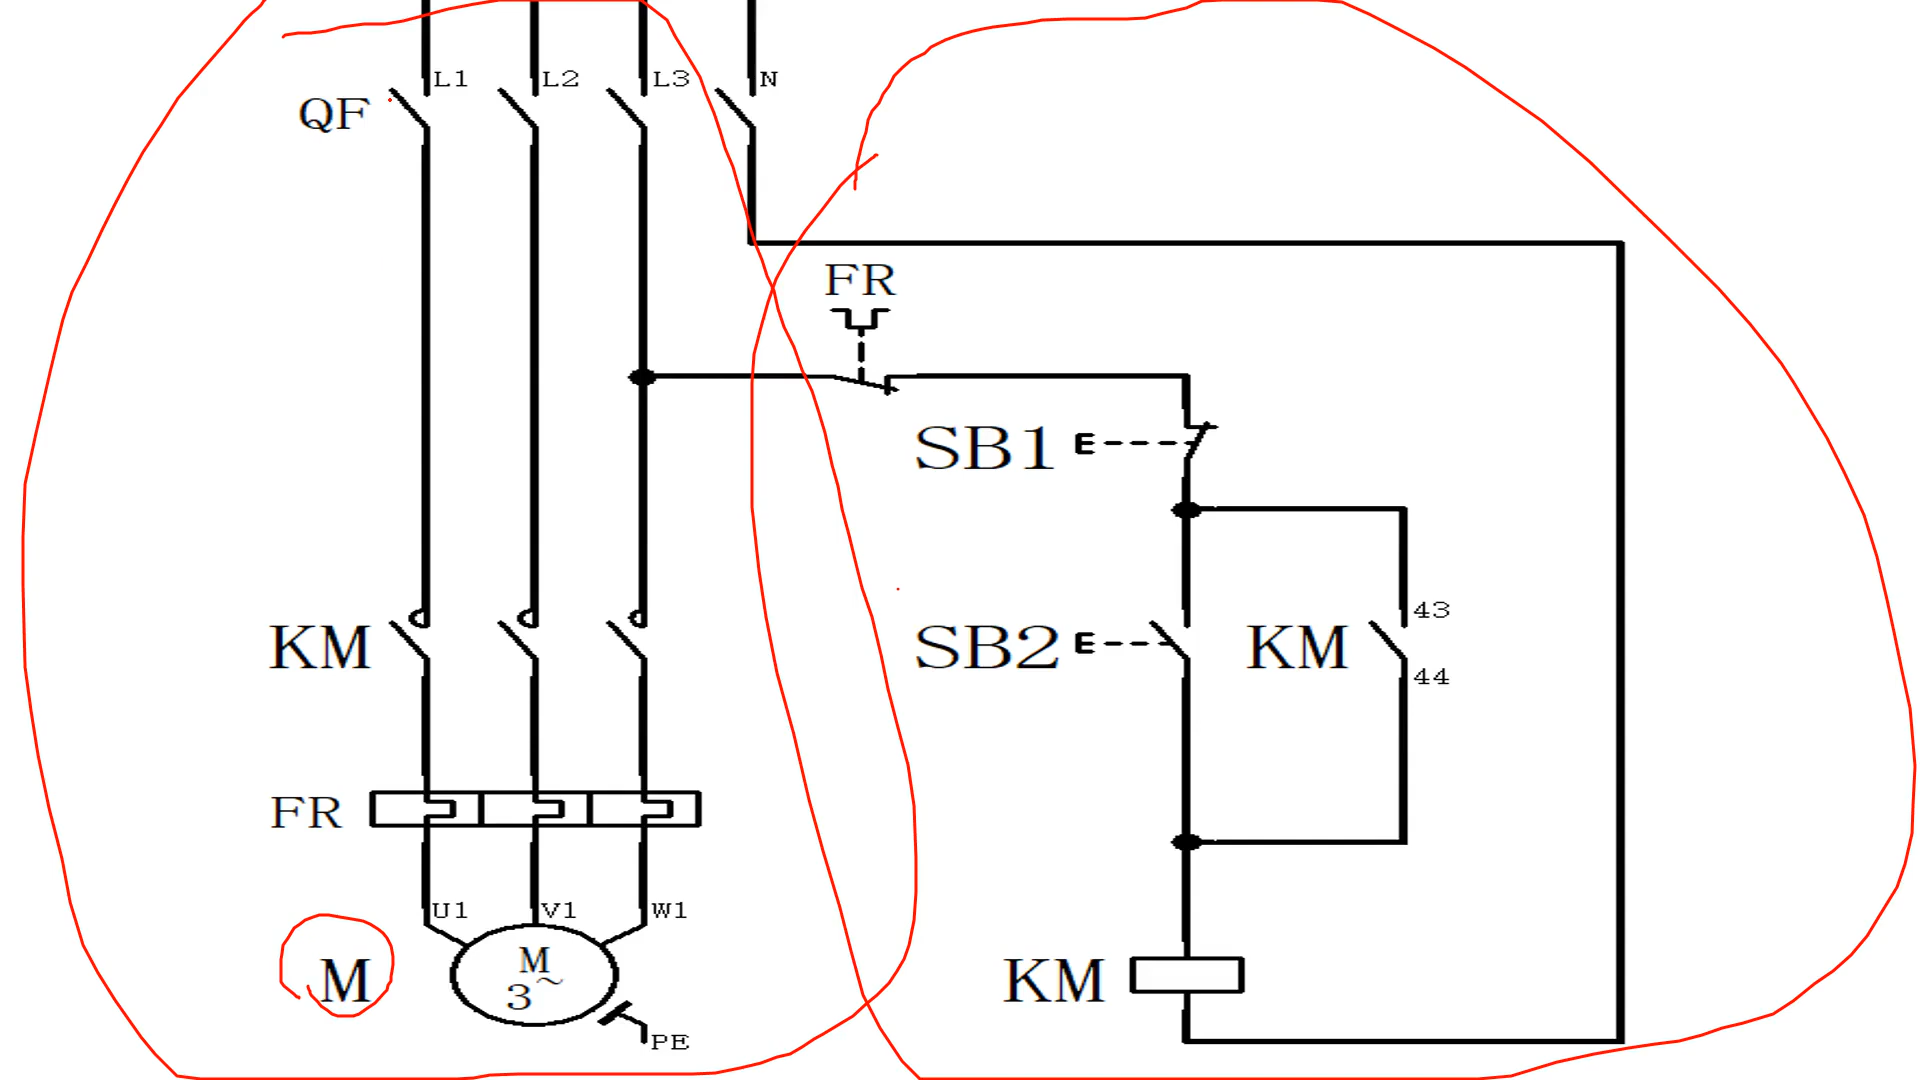 L1 L2 L3 N
QF
FR
SB1 E
43
KM SB2 E KM
44
FR
U1 V1 W1
M
M
3~
KM
PE